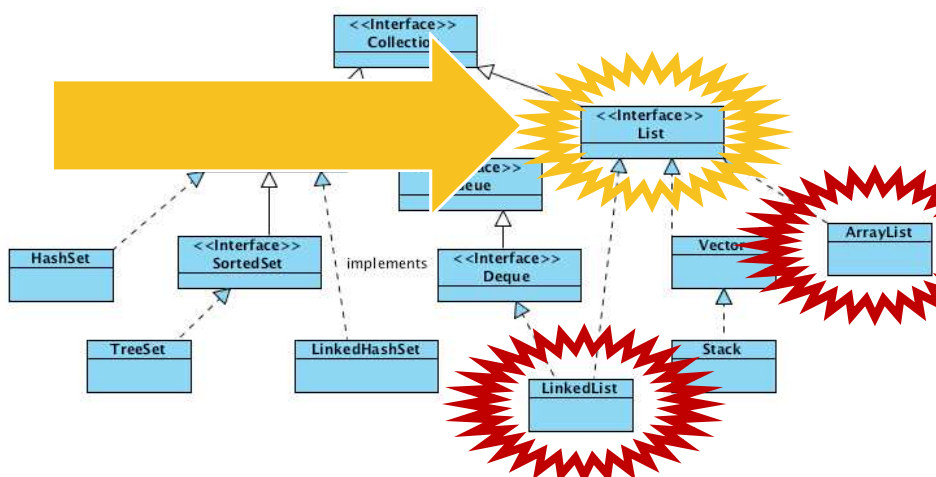 <<Interface>>
Collectio
<<Interface>>
List
HashSet
<<Interface>>
SortedSet
implements
<<Interface>>
Deque
Vector
ArrayList
TreeSet
LinkedHashSet
LinkedList
Stack